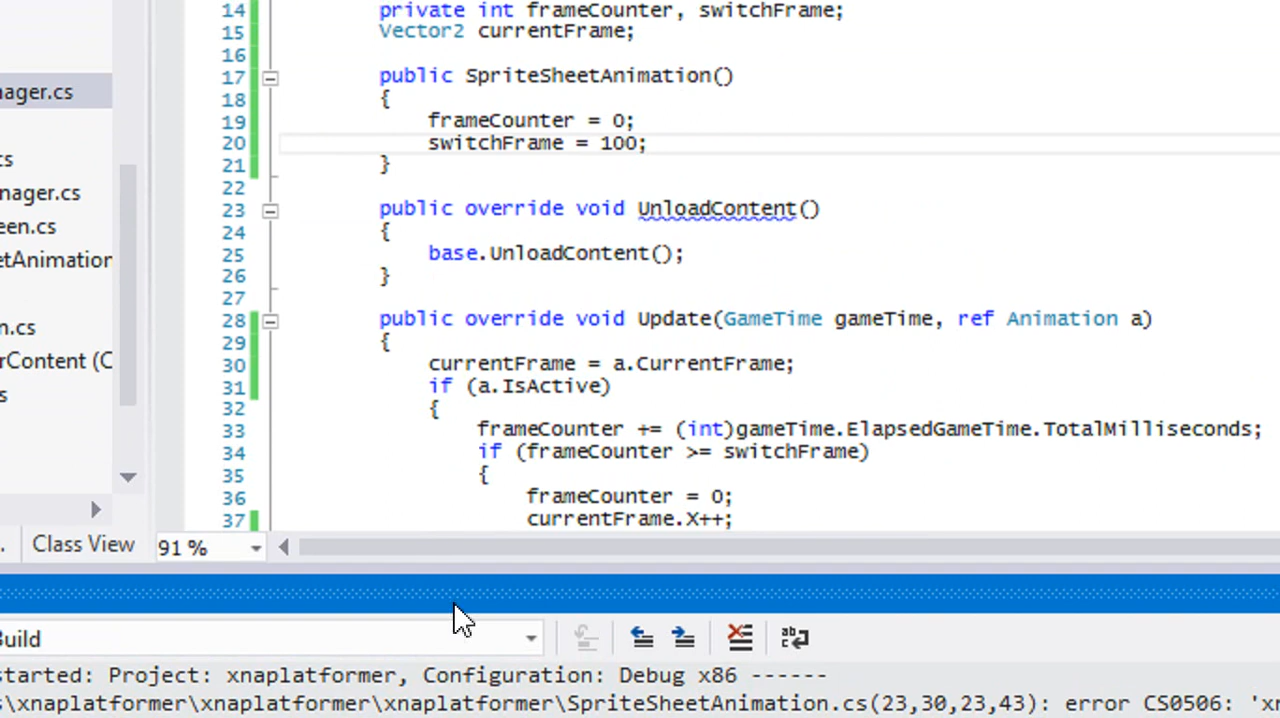 ager.cs
cs
nager.cs
een.cs
etAnimation
n.cs
rContent (C
s
. Class View
14 private int frameCounter, switchFrame;
15 Vector2 currentFrame;
16
17 public SpriteSheetAnimation()
18 {
19 frameCounter = 0;
20 switchFrame = 100;
21 }
22
23 public override void UnloadContent()
24 {
25 base.UnloadContent();
26 }
27
28 public override void Update(GameTime gameTime, ref Animation a)
29 {
30 currentFrame = a.CurrentFrame;
31 if (a.IsActive)
32 {
33 frameCounter += (int)gameTime.ElapsedGameTime.TotalMilliseconds;
34 if (frameCounter >= switchFrame)
35 {
36 frameCounter = 0;
37 currentFrame.X++;
91 %
Build
started: Project: xnaplatformer, Configuration: Debug x86 ------
s\xnaplatformer\xnaplatformer\xnaplatformer\SpriteSheetAnimation.cs(23,30,23,43): error CS0506: 'xn